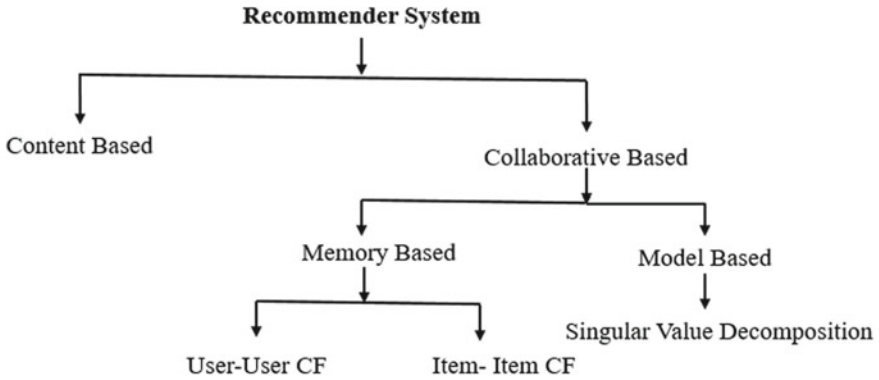 Recommender System
Content Based
Collaborative Based
Memory Based
Model Based
Singular Value Decomposition
User-User CF
Item- Item CF